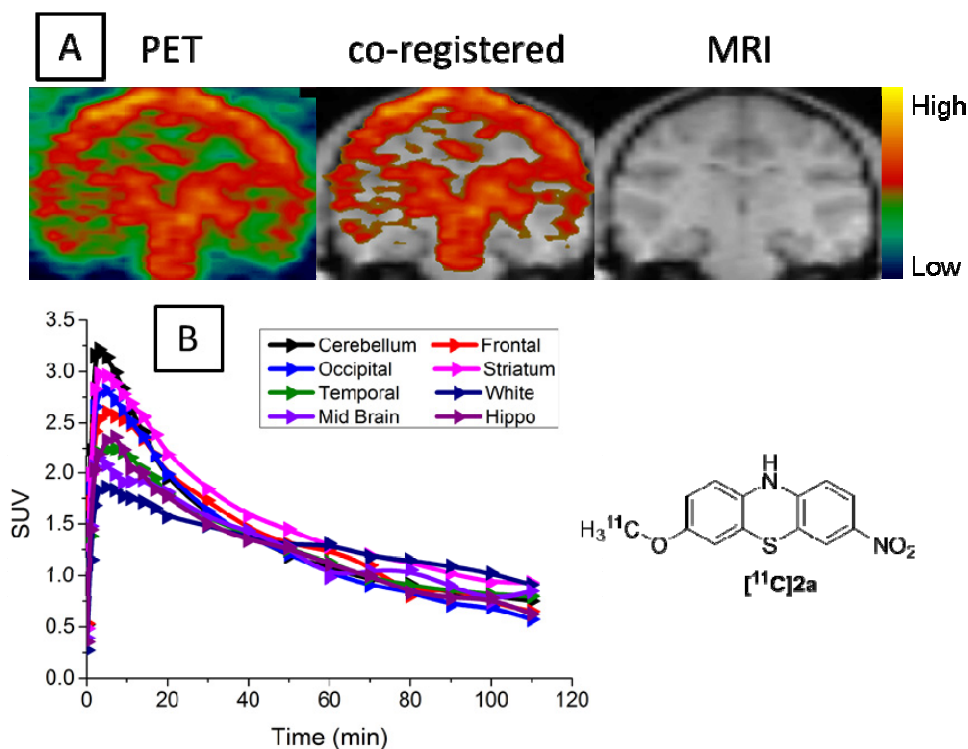 A
PET
co-registered
MRI
High
Low
B
3.5
3.0
2.5
2.0
1.5
1.0
0.5
0.0
SUV
Cerebellum
Frontal
Occipital
Striatum
Temporal
White
Mid Brain
Hippo
0 20 40 60 80 100 120
Time (min)
H
N
H₃¹¹C
O
S
NO₂
[¹¹C]2a